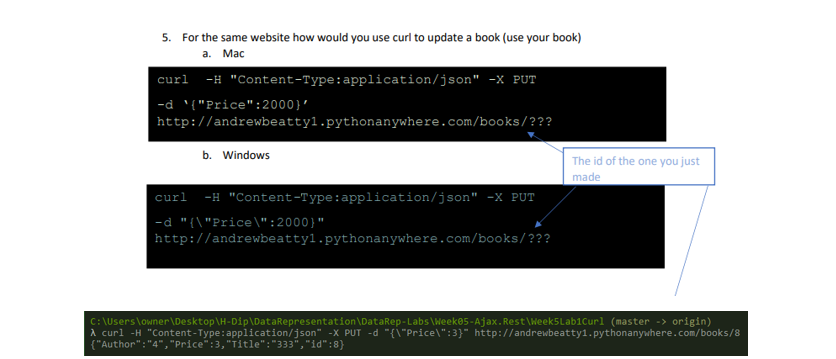 5. For the same website how would you use curl to update a book (use your book)
a. Mac
curl -H "Content-Type:application/json" -X PUT
-d ‘{"Price":2000}’
http://andrewbeatty1.pythonanywhere.com/books/???
b. Windows
The id of the one you just
made
curl -H "Content-Type:application/json" -X PUT
-d "{\"Price\":2000}"
http://andrewbeatty1.pythonanywhere.com/books/???
C:\Users\owner\Desktop\H-Dip\DataRepresentation\DataRep-Labs\Week05-Ajax.Rest\Week5Lab1Curl (master -> origin)
λ curl -H "Content-Type:application/json" -X PUT -d "{\"Price\":3}" http://andrewbeatty1.pythonanywhere.com/books/8
{"Author":"4","Price":3,"Title":"333","id":8}